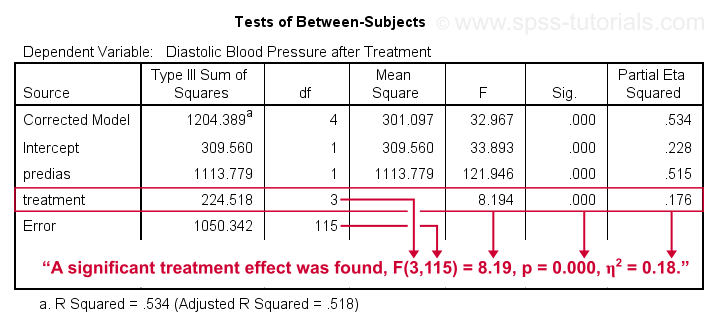 Tests of Between-Subjects © www.spss-tutorials.com
Dependent Variable: Diastolic Blood Pressure after Treatment
Source Type III Sum of Squares df Mean Square F Sig. Partial Eta Squared
Corrected Model 1204.389a 4 301.097 32.967 .000 .534
Intercept 309.560 1 309.560 33.893 .000 .228
predias 1113.779 1 1113.779 121.946 .000 .515
treatment 224.518 3 8.194 .000 .176
Error 1050.342 115
“A significant treatment effect was found, F(3,115) = 8.19, p = 0.000, η² = 0.18.”
a. R Squared = .534 (Adjusted R Squared = .518)